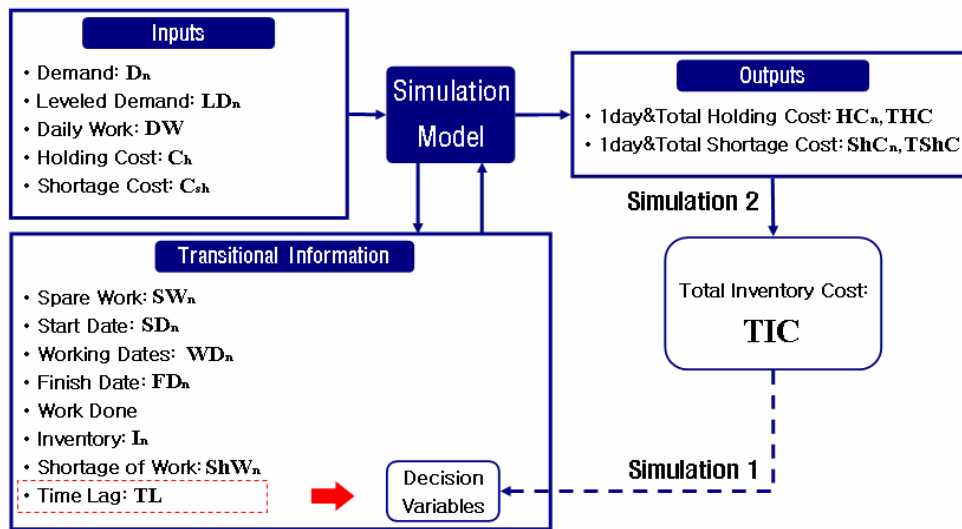 Inputs
• Demand: Dn
• Leveled Demand: LDn
• Daily Work: DW
• Holding Cost: Ch
• Shortage Cost: Csh
Simulation
Model
Outputs
• 1day&Total Holding Cost: HCn, THC
• 1day&Total Shortage Cost: ShCn, TShC
Simulation 2
Transitional Information
• Spare Work: SWn
• Start Date: SDn
• Working Dates: WDn
• Finish Date: FDn
• Work Done
• Inventory: In
• Shortage of Work: ShWn
• Time Lag: TL
Decision
Variables
Total Inventory Cost:
TIC
Simulation 1